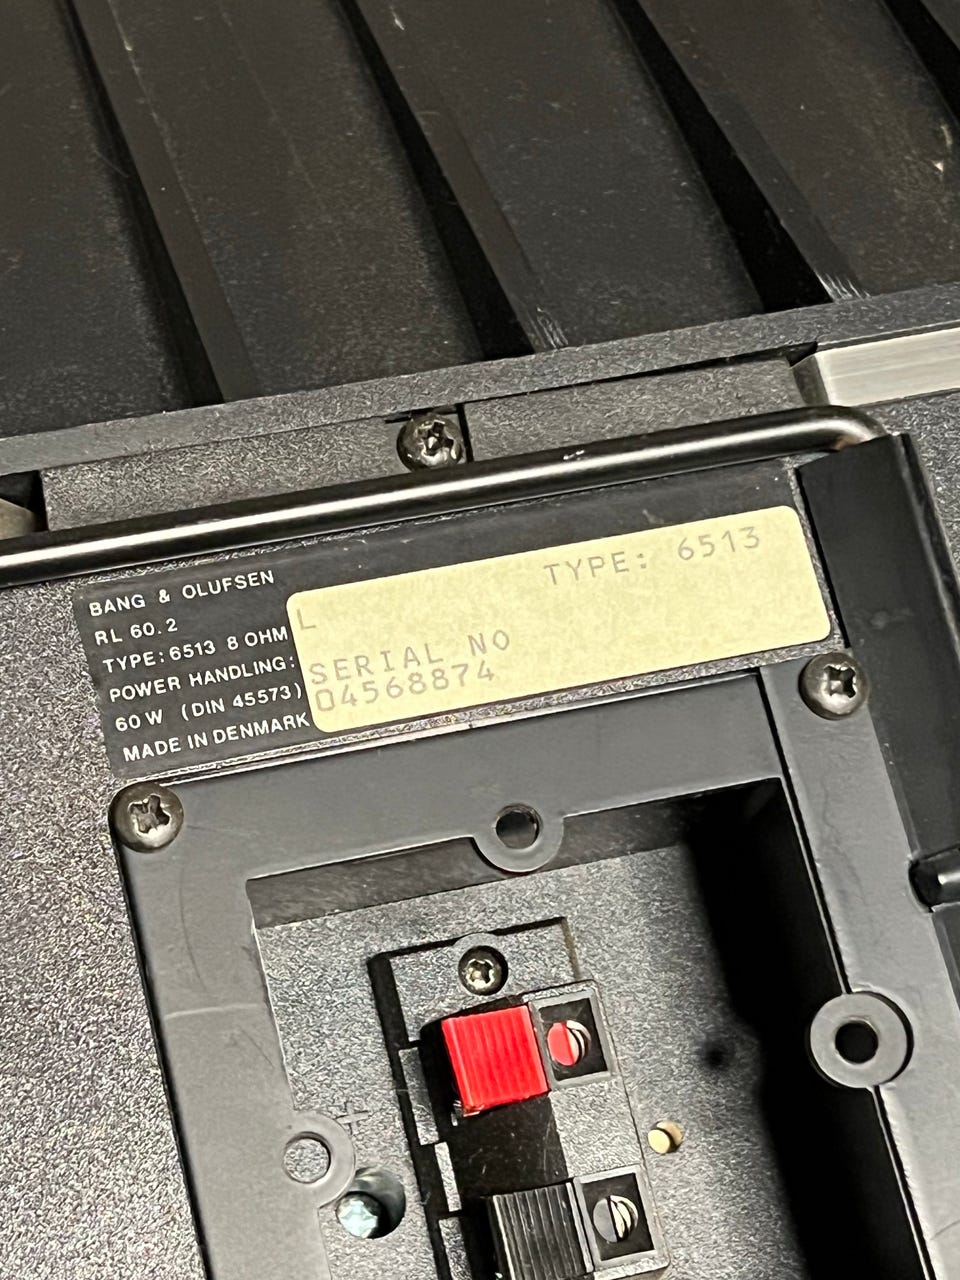 BANG & OLUFSEN
RL 60.2
TYPE:6513 8 OHM
POWER HANDLING:
60 W (DIN 45573)
MADE IN DENMARK
TYPE: 6513
L
SERIAL NO
04568874
+